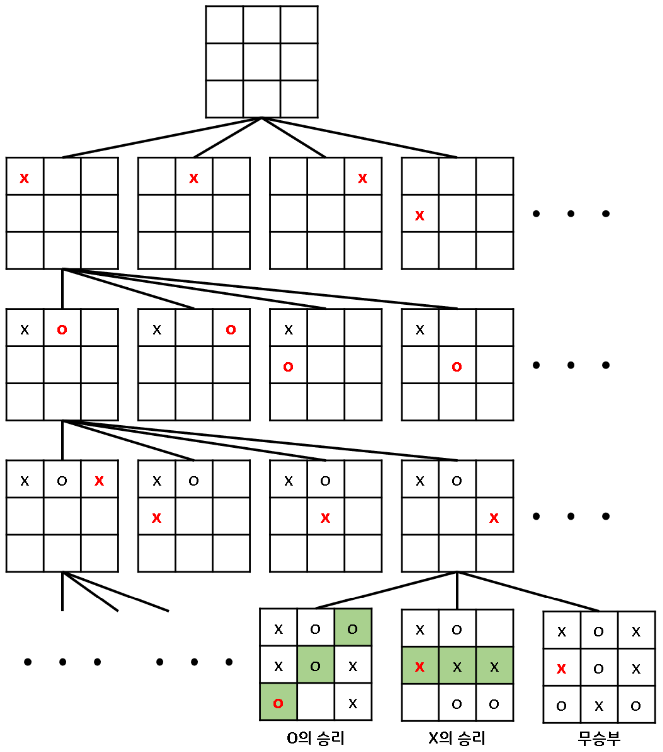 x x x x
x o x o x o x o
x o x x o x x o x x o x
x o o x o x o x
x o x x x x x o x
o x o o o x o
O의 승리 X의 승리 무승부